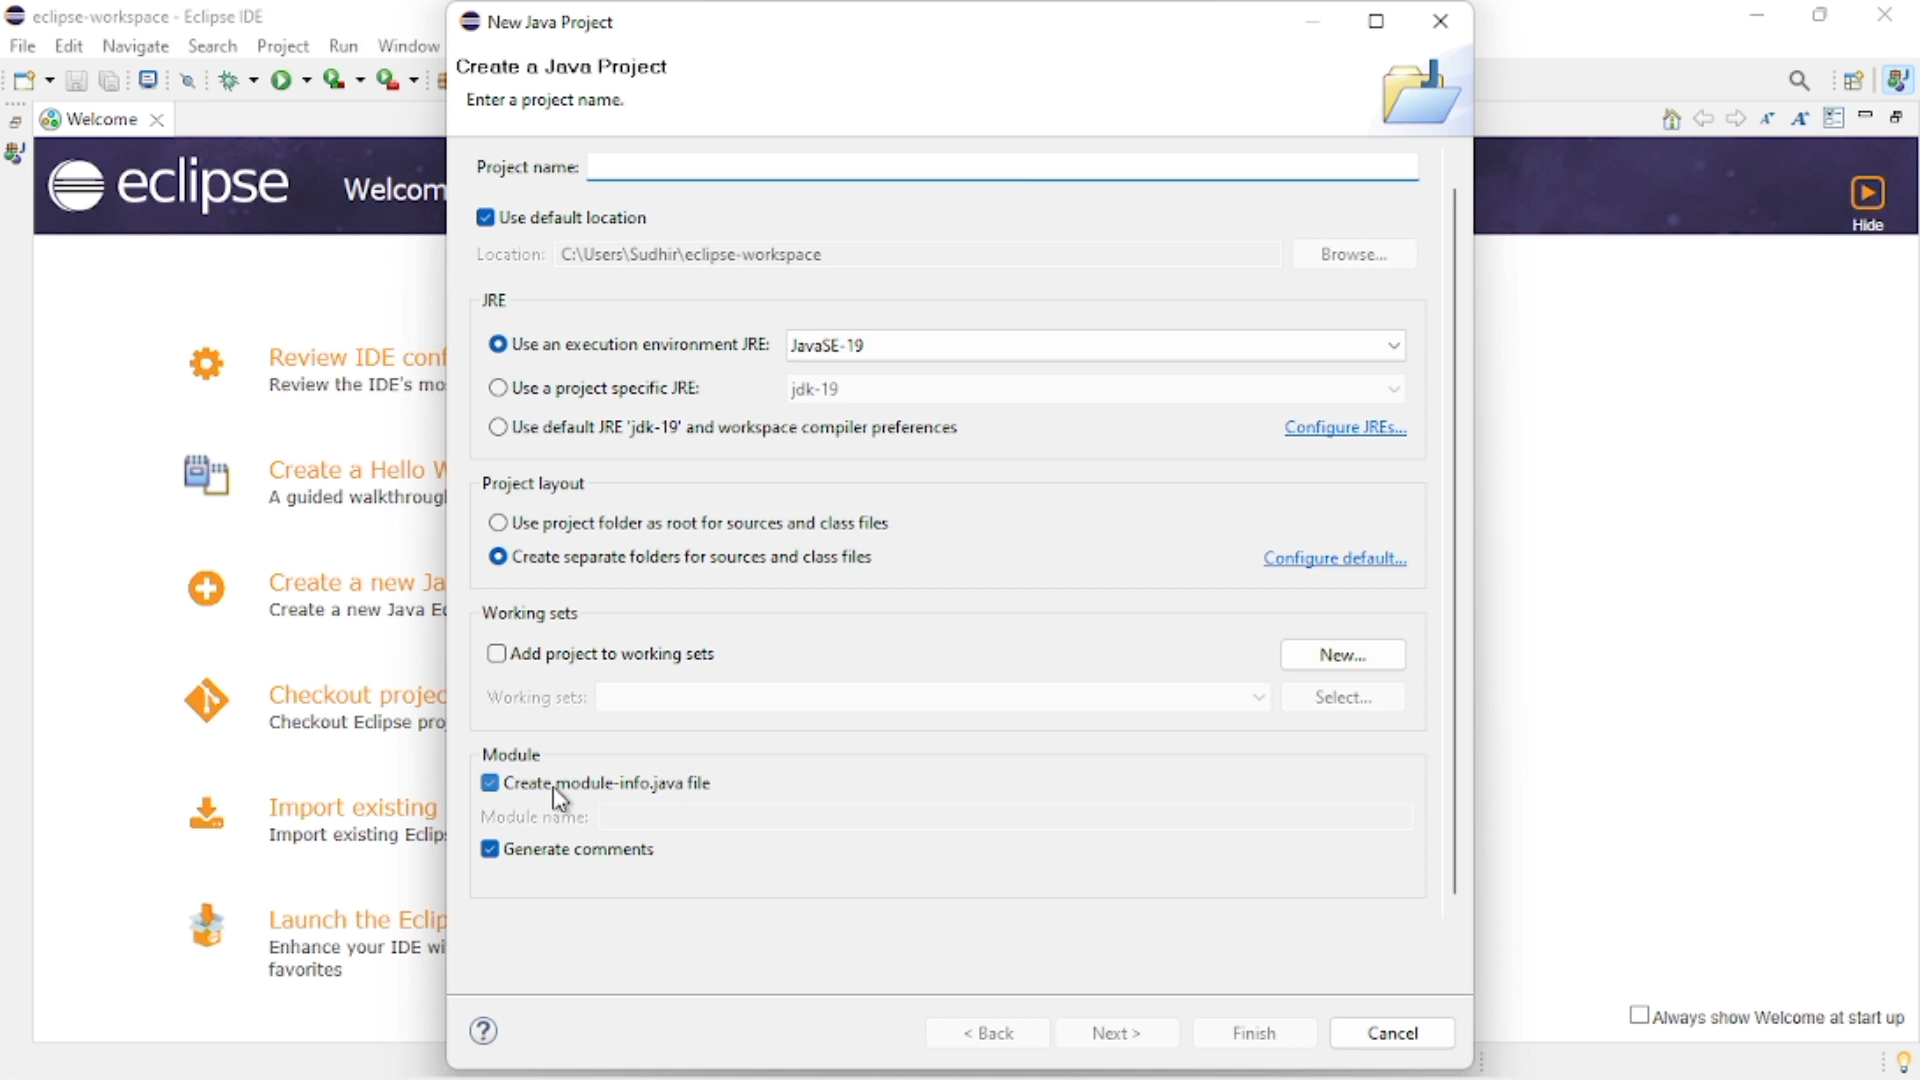 eclipse-workspace - Eclipse IDE
File Edit Navigate Search Project Run Window
Welcome
eclipse Welcom
Hide
Review IDE conf
Review the IDE's mo
Create a Hello W
A guided walkthrough
Create a new Ja
Create a new Java Ec
Checkout projec
Checkout Eclipse pro
Import existing
Import existing Eclip
Launch the Eclip
Enhance your IDE wi
favorites
Always show Welcome at start up
New Java Project
Create a Java Project
Enter a project name.
Project name:
Use default location
Location: C:\Users\Sudhir\eclipse-workspace Browse...
JRE
Use an execution environment JRE: JavaSE-19
Use a project specific JRE: jdk-19
Use default JRE 'jdk-19' and workspace compiler preferences Configure JREs...
Project layout
Use project folder as root for sources and class files
Create separate folders for sources and class files Configure default...
Working sets
Add project to working sets New...
Working sets: Select...
Module
Create module-info.java file
Module name:
Generate comments
< Back Next > Finish Cancel